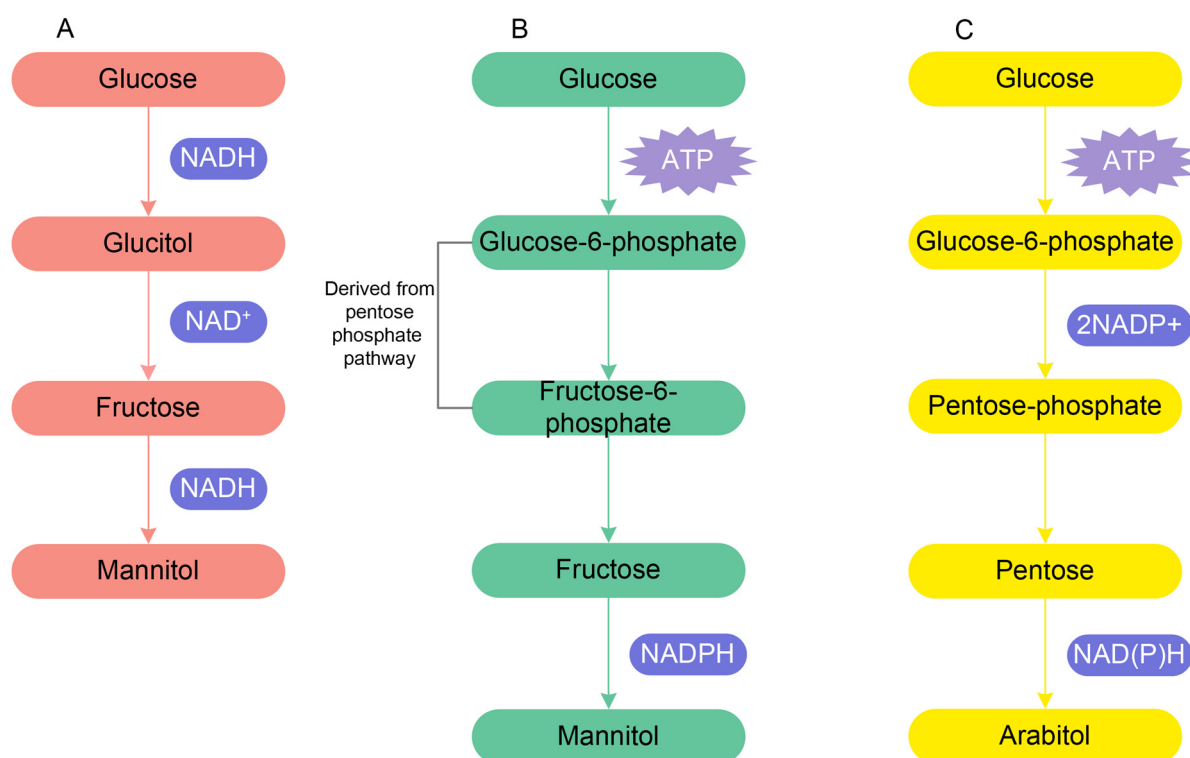 A
Glucose
NADH
Glucitol
NAD⁺
Fructose
NADH
Mannitol
B
Glucose
ATP
Glucose-6-phosphate
Derived from
pentose
phosphate
pathway
Fructose-6-
phosphate
Fructose
NADPH
Mannitol
C
Glucose
ATP
Glucose-6-phosphate
2NADP+
Pentose-phosphate
Pentose
NAD(P)H
Arabitol